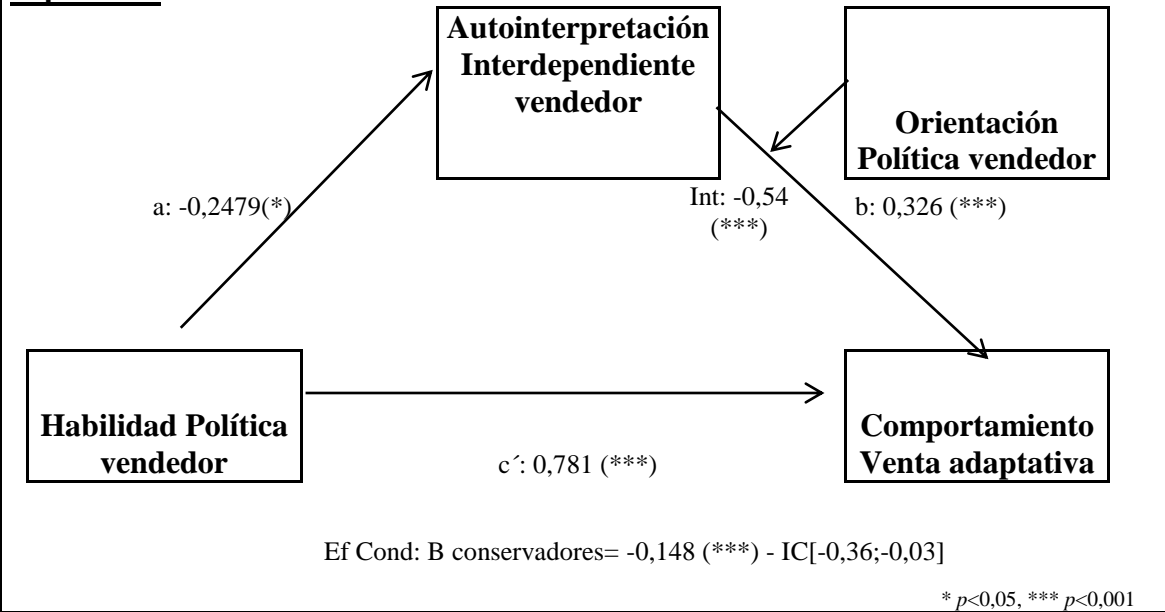 Autointerpretación
Interdependiente
vendedor
Orientación
Política vendedor
a: -0,2479(*)
Int: -0,54
(***)
b: 0,326 (***)
Habilidad Política
vendedor
Comportamiento
Venta adaptativa
c´: 0,781 (***)
Ef Cond: B conservadores= -0,148 (***) - IC[-0,36;-0,03]
* p<0,05, *** p<0,001